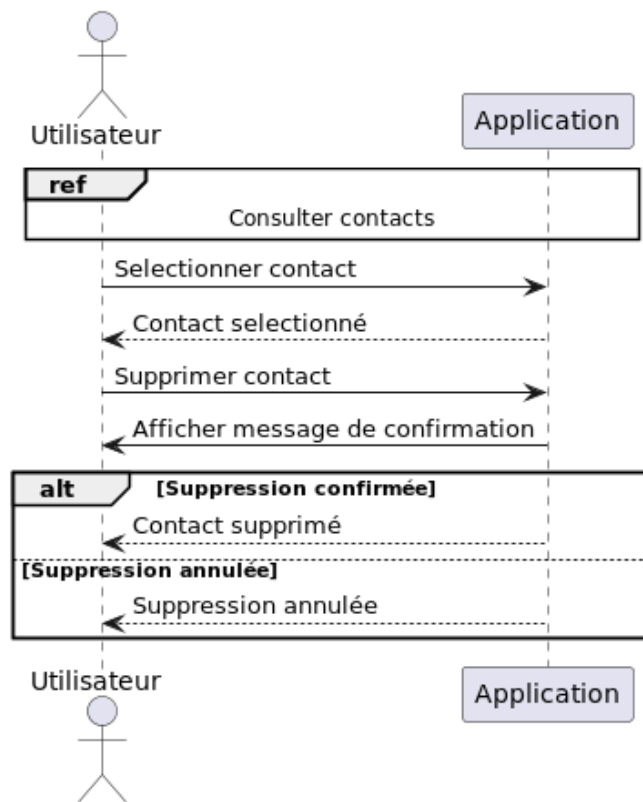 Utilisateur
Application
ref
Consulter contacts
Selectionner contact
Contact selectionné
Supprimer contact
Afficher message de confirmation
alt [Suppression confirmée]
Contact supprimé
[Suppression annulée]
Suppression annulée
Utilisateur
Application